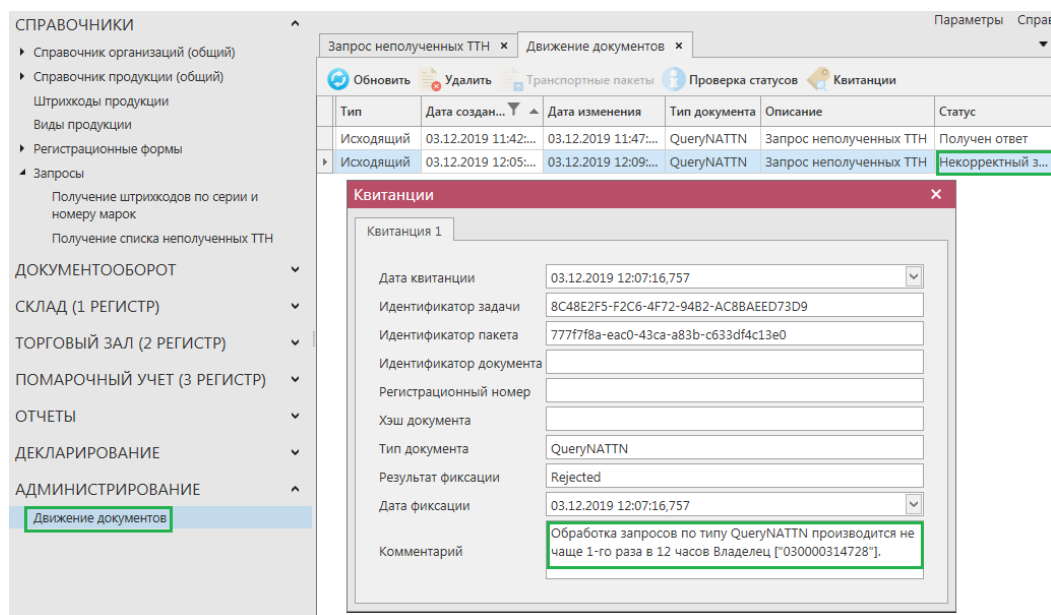 Параметры Справ
СПРАВОЧНИКИ
Справочник организаций (общий)
Справочник продукции (общий)
Штрихкоды продукции
Виды продукции
Регистрационные формы
Запросы
Получение штрихкодов по серии и
номеру марок
Получение списка неполученных ТТН
ДОКУМЕНТООБОРОТ
СКЛАД (1 РЕГИСТР)
ТОРГОВЫЙ ЗАЛ (2 РЕГИСТР)
ПОМАРОЧНЫЙ УЧЕТ (3 РЕГИСТР)
ОТЧЕТЫ
ДЕКЛАРИРОВАНИЕ
АДМИНИСТРИРОВАНИЕ
Движение документов
Запрос неполученных ТТН × Движение документов ×
Обновить Удалить Транспортные пакеты Проверка статусов Квитанции
Тип Дата создан... Дата изменения Тип документа Описание Статус
Исходящий 03.12.2019 11:42:... 03.12.2019 11:47:... QueryNATTN Запрос неполученных ТТН Получен ответ
Исходящий 03.12.2019 12:05:... 03.12.2019 12:09:... QueryNATTN Запрос неполученных ТТН Некорректный з...
Квитанции ×
Квитанция 1
Дата квитанции 03.12.2019 12:07:16,757
Идентификатор задачи 8C48E2F5-F2C6-4F72-94B2-AC8BAEED73D9
Идентификатор пакета 777f7f8a-eac0-43ca-a83b-c633df4c13e0
Идентификатор документа
Регистрационный номер
Хэш документа
Тип документа QueryNATTN
Результат фиксации Rejected
Дата фиксации 03.12.2019 12:07:16,757
Комментарий Обработка запросов по типу QueryNATTN производится не
чаще 1-го раза в 12 часов Владелец ["030000314728"].